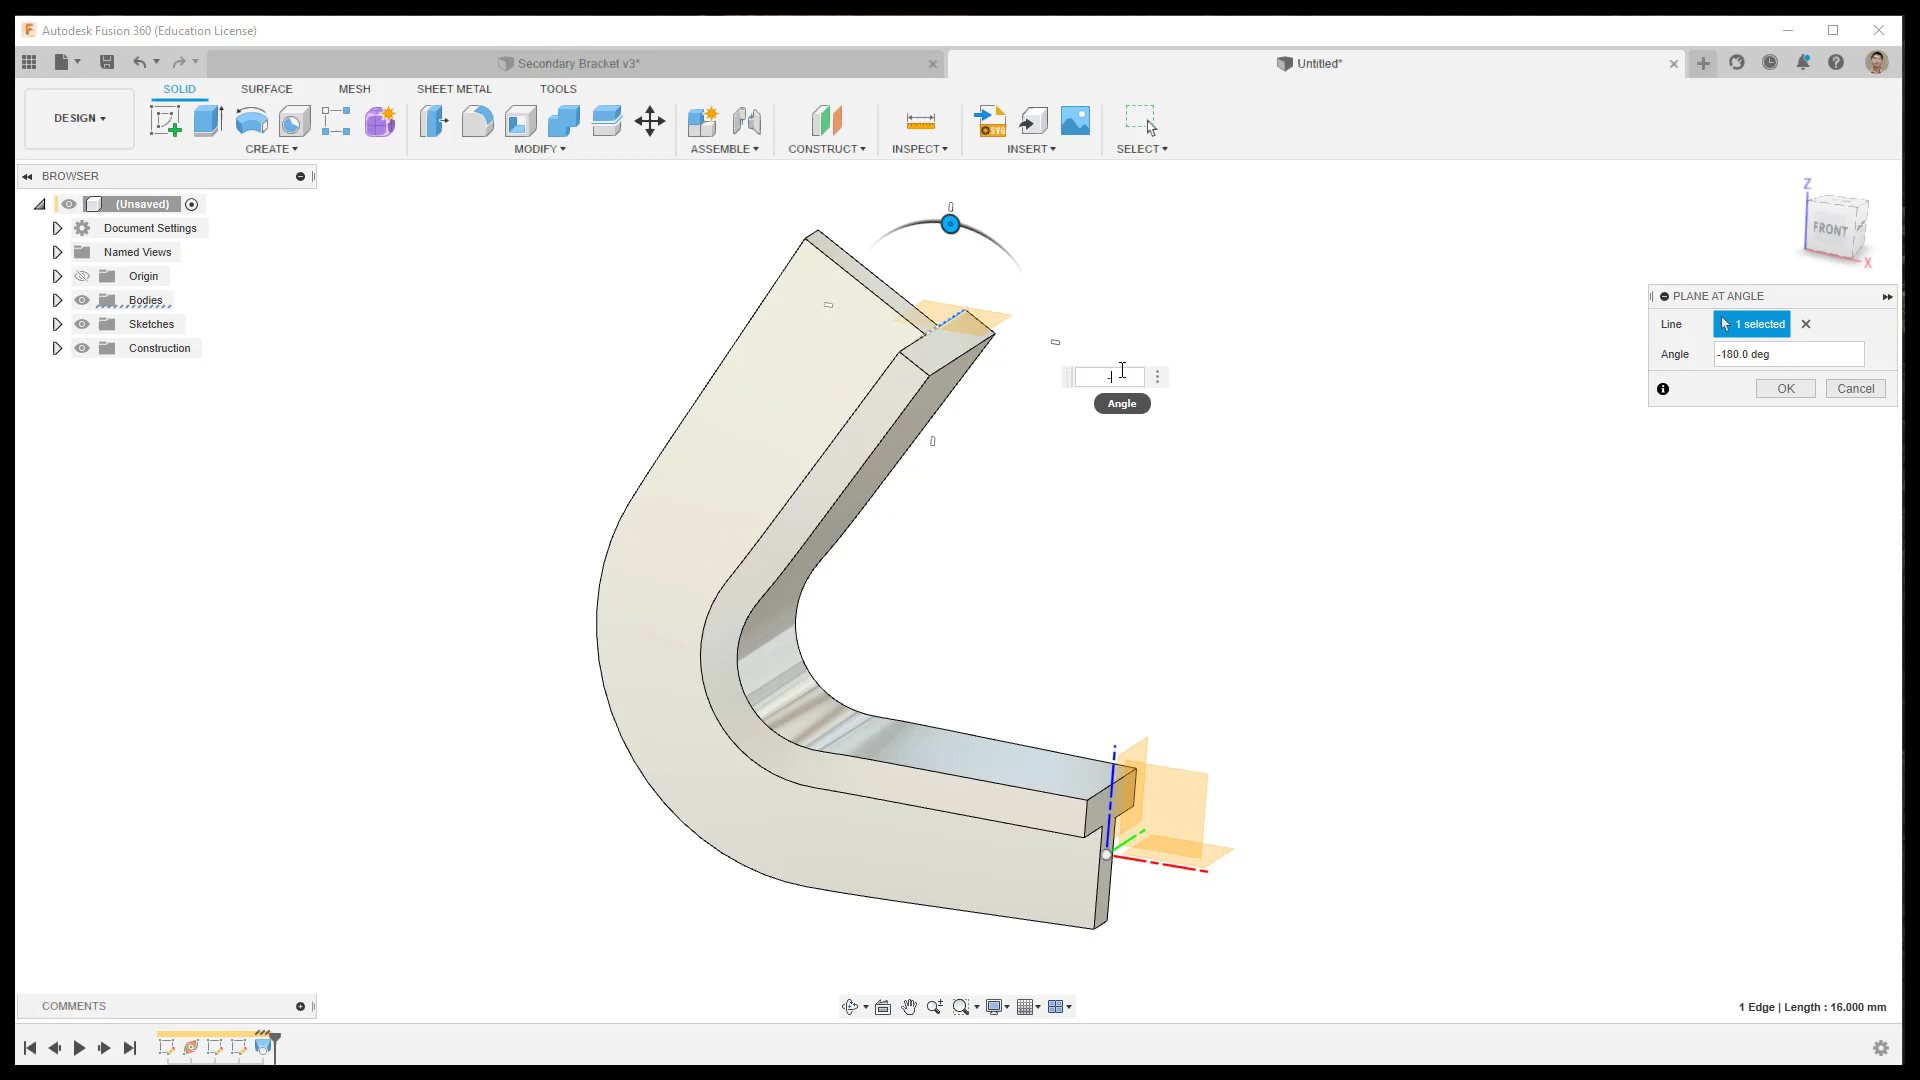 Autodesk Fusion 360 (Education License)
Secondary Bracket v3*
Untitled*
DESIGN
SOLID
SURFACE
MESH
SHEET METAL
TOOLS
CREATE
MODIFY
ASSEMBLE
CONSTRUCT
INSPECT
INSERT
SELECT
BROWSER
(Unsaved)
Document Settings
Named Views
Origin
Bodies
Sketches
Construction
Z
FRONT
X
PLANE AT ANGLE
Line
1 selected
Angle
-180.0 deg
OK
Cancel
-
Angle
COMMENTS
1 Edge | Length : 16.000 mm